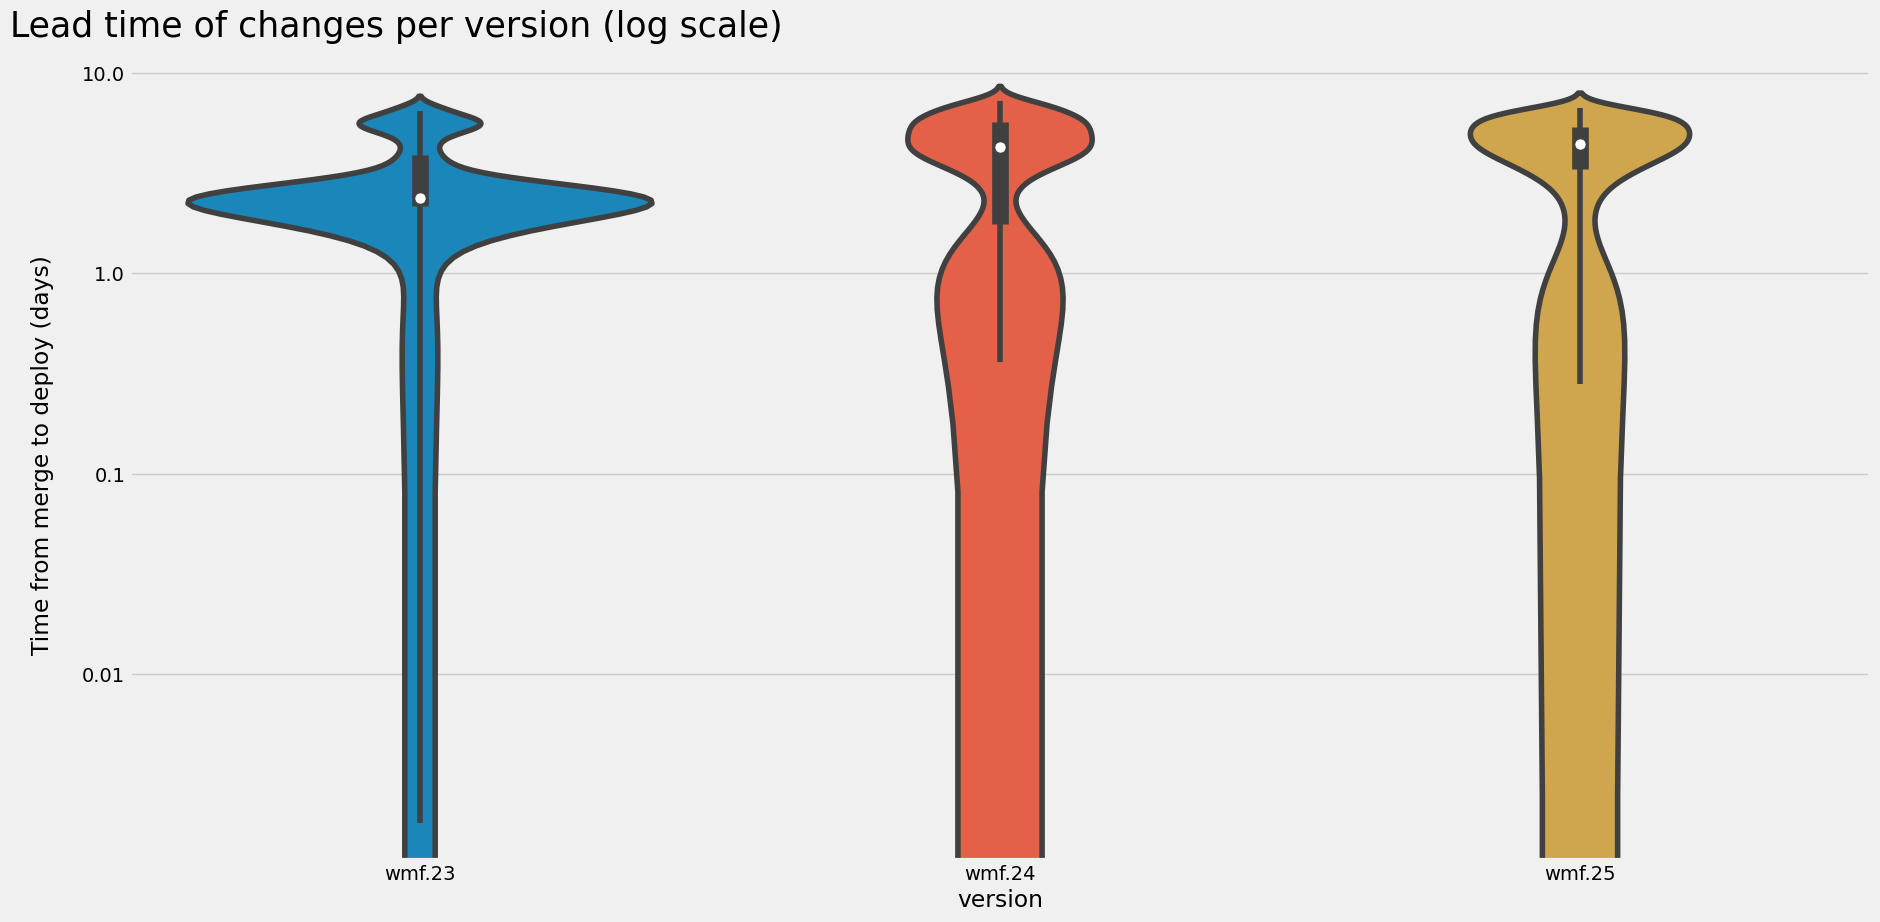 Lead time of changes per version (log scale)
Time from merge to deploy (days)
10.0
1.0
0.1
0.01
wmf.23
wmf.24
wmf.25
version